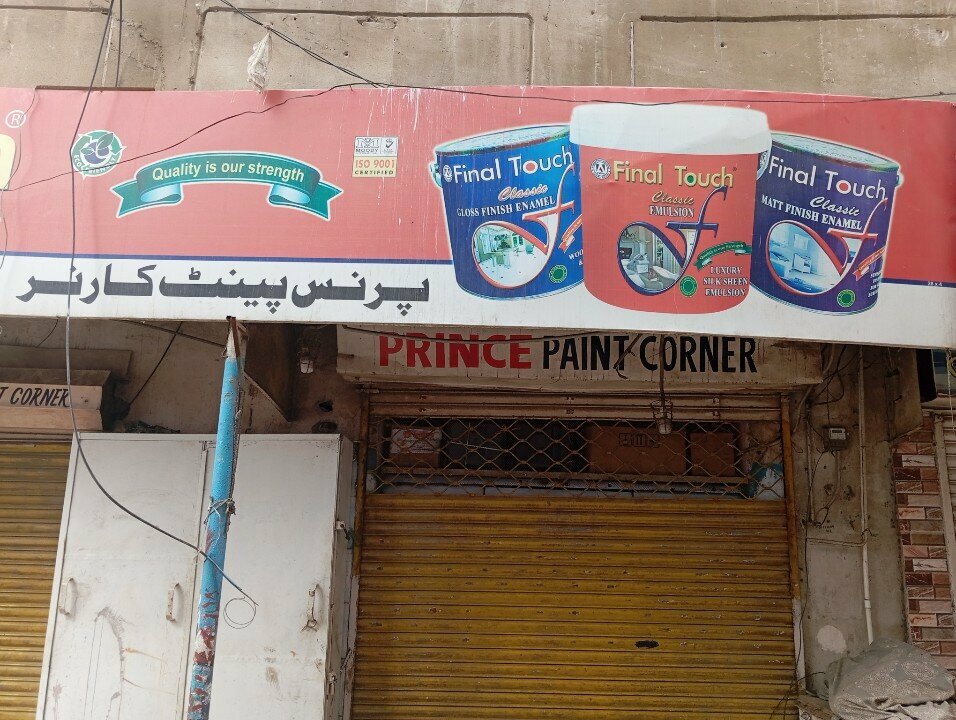 ®
Quality is our strength
MOODY
ISO 9001
CERTIFIED
پرنس پینٹ کارنر
Final Touch
Classic
GLOSS FINISH ENAMEL
Final Touch
Classic
EMULSION
LUXURY
SILK SHEEN
EMULSION
Final Touch
Classic
MATT FINISH ENAMEL
PRINCE PAINT CORNER
T CORNER